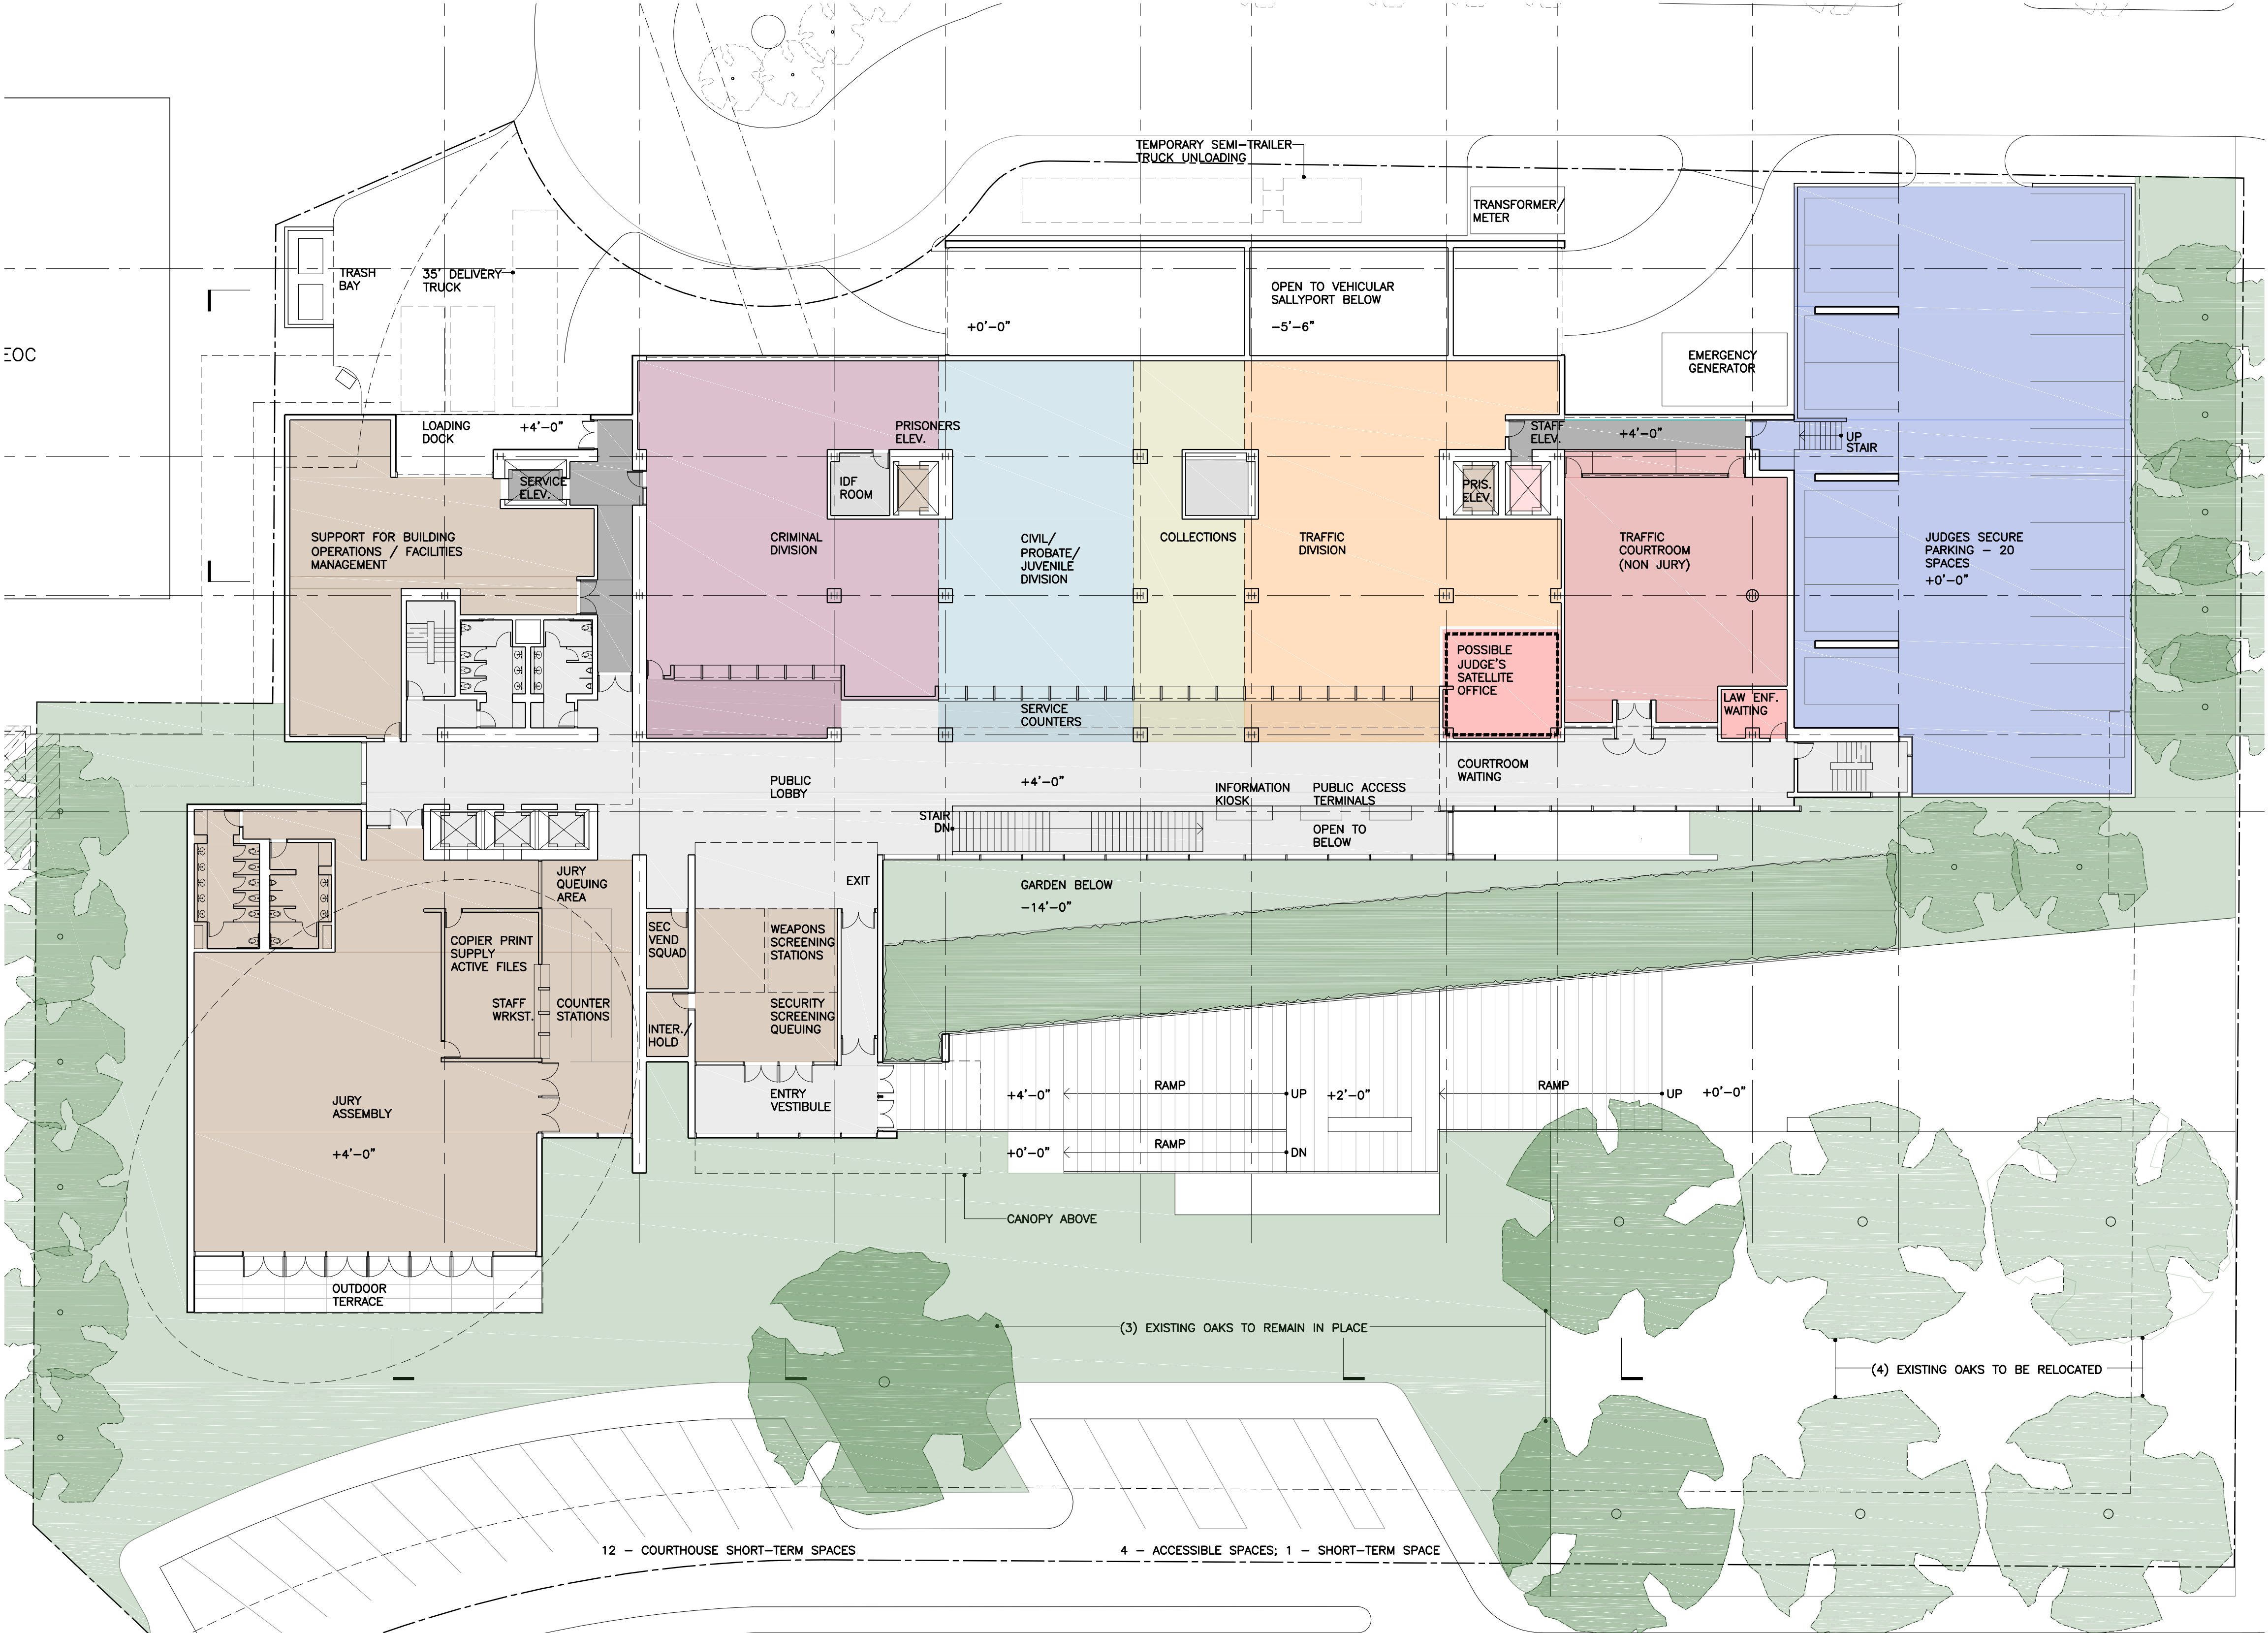 TEMPORARY SEMI-TRAILER
TRUCK UNLOADING
TRANSFORMER/
METER
TRASH
BAY
35' DELIVERY
TRUCK
OPEN TO VEHICULAR
SALLYPORT BELOW
+0'-0"
-5'-6"
EOC
EMERGENCY
GENERATOR
LOADING
DOCK
+4'-0"
PRISONERS
ELEV.
STAFF
ELEV.
+4'-0"
UP
STAIR
SERVICE
ELEV.
IDF
ROOM
PRIS.
ELEV.
SUPPORT FOR BUILDING
OPERATIONS / FACILITIES
MANAGEMENT
CRIMINAL
DIVISION
CIVIL/
PROBATE/
JUVENILE
DIVISION
COLLECTIONS
TRAFFIC
DIVISION
TRAFFIC
COURTROOM
(NON JURY)
JUDGES SECURE
PARKING - 20
SPACES
+0'-0"
POSSIBLE
JUDGE'S
SATELLITE
OFFICE
LAW ENF.
WAITING
SERVICE
COUNTERS
PUBLIC
LOBBY
+4'-0"
COURTROOM
WAITING
INFORMATION
KIOSK
PUBLIC ACCESS
TERMINALS
STAIR
DN
OPEN TO
BELOW
JURY
QUEUING
AREA
EXIT
GARDEN BELOW
-14'-0"
COPIER PRINT
SUPPLY
ACTIVE FILES
SEC
VEND
SQUAD
WEAPONS
SCREENING
STATIONS
STAFF
WRKST.
COUNTER
STATIONS
INTER./
HOLD
SECURITY
SCREENING
QUEUING
JURY
ASSEMBLY
+4'-0"
ENTRY
VESTIBULE
+4'-0"
RAMP
UP
+2'-0"
RAMP
UP
+0'-0"
+0'-0"
RAMP
DN
CANOPY ABOVE
OUTDOOR
TERRACE
(3) EXISTING OAKS TO REMAIN IN PLACE
(4) EXISTING OAKS TO BE RELOCATED
12 - COURTHOUSE SHORT-TERM SPACES
4 - ACCESSIBLE SPACES; 1 - SHORT-TERM SPACE